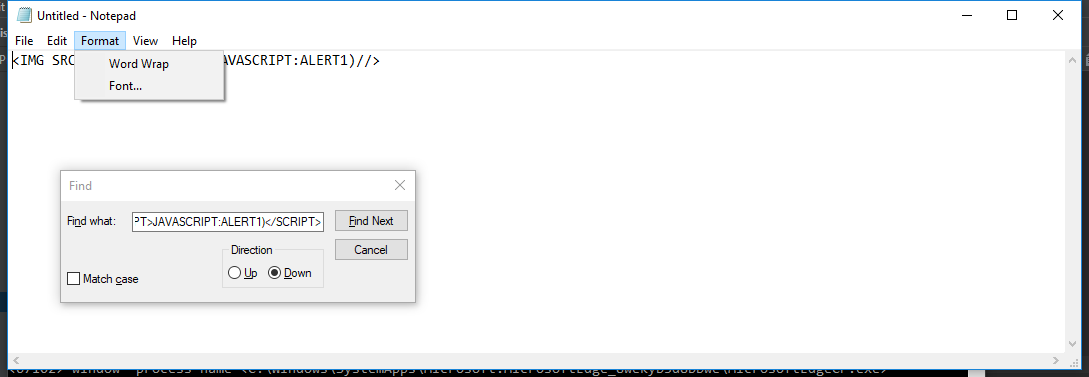 Untitled - Notepad
File Edit Format View Help
<IMG SRC AVASCRIPT:ALERT1)//>
Word Wrap
Font...
Find
Find what: PT>JAVASCRIPT:ALERT1)</SCRIPT> Find Next
Direction Cancel
Up Down
Match case